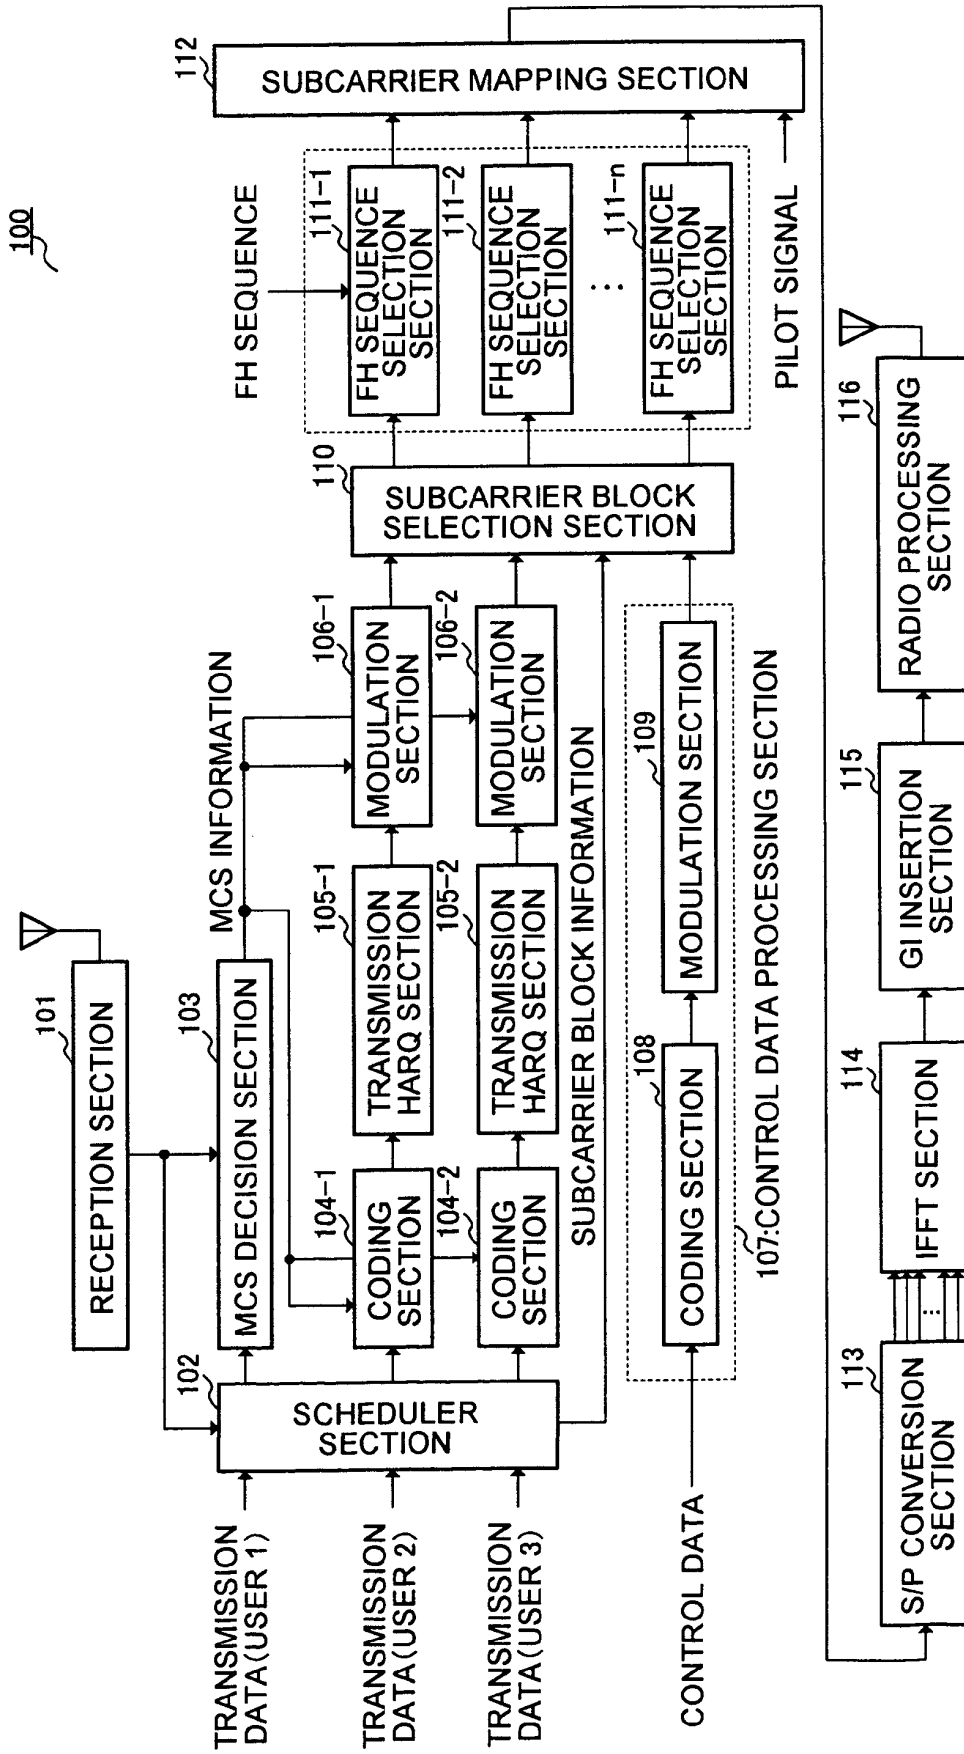 100
101
RECEPTION SECTION
MCS INFORMATION
FH SEQUENCE
112
SUBCARRIER MAPPING SECTION
102
SCHEDULER
SECTION
103
MCS DECISION SECTION
TRANSMISSION
DATA(USER 1)
TRANSMISSION
DATA(USER 2)
TRANSMISSION
DATA(USER 3)
104-1
CODING
SECTION
105-1
TRANSMISSION
HARQ SECTION
106-1
MODULATION
SECTION
110
SUBCARRIER BLOCK
SELECTION SECTION
111-1
FH SEQUENCE
SELECTION
SECTION
104-2
CODING
SECTION
105-2
TRANSMISSION
HARQ SECTION
106-2
MODULATION
SECTION
111-2
FH SEQUENCE
SELECTION
SECTION
SUBCARRIER BLOCK INFORMATION
111-n
FH SEQUENCE
SELECTION
SECTION
CONTROL DATA
108
CODING SECTION
109
MODULATION SECTION
107:CONTROL DATA PROCESSING SECTION
PILOT SIGNAL
113
S/P CONVERSION
SECTION
114
IFFT SECTION
115
GI INSERTION
SECTION
116
RADIO PROCESSING
SECTION